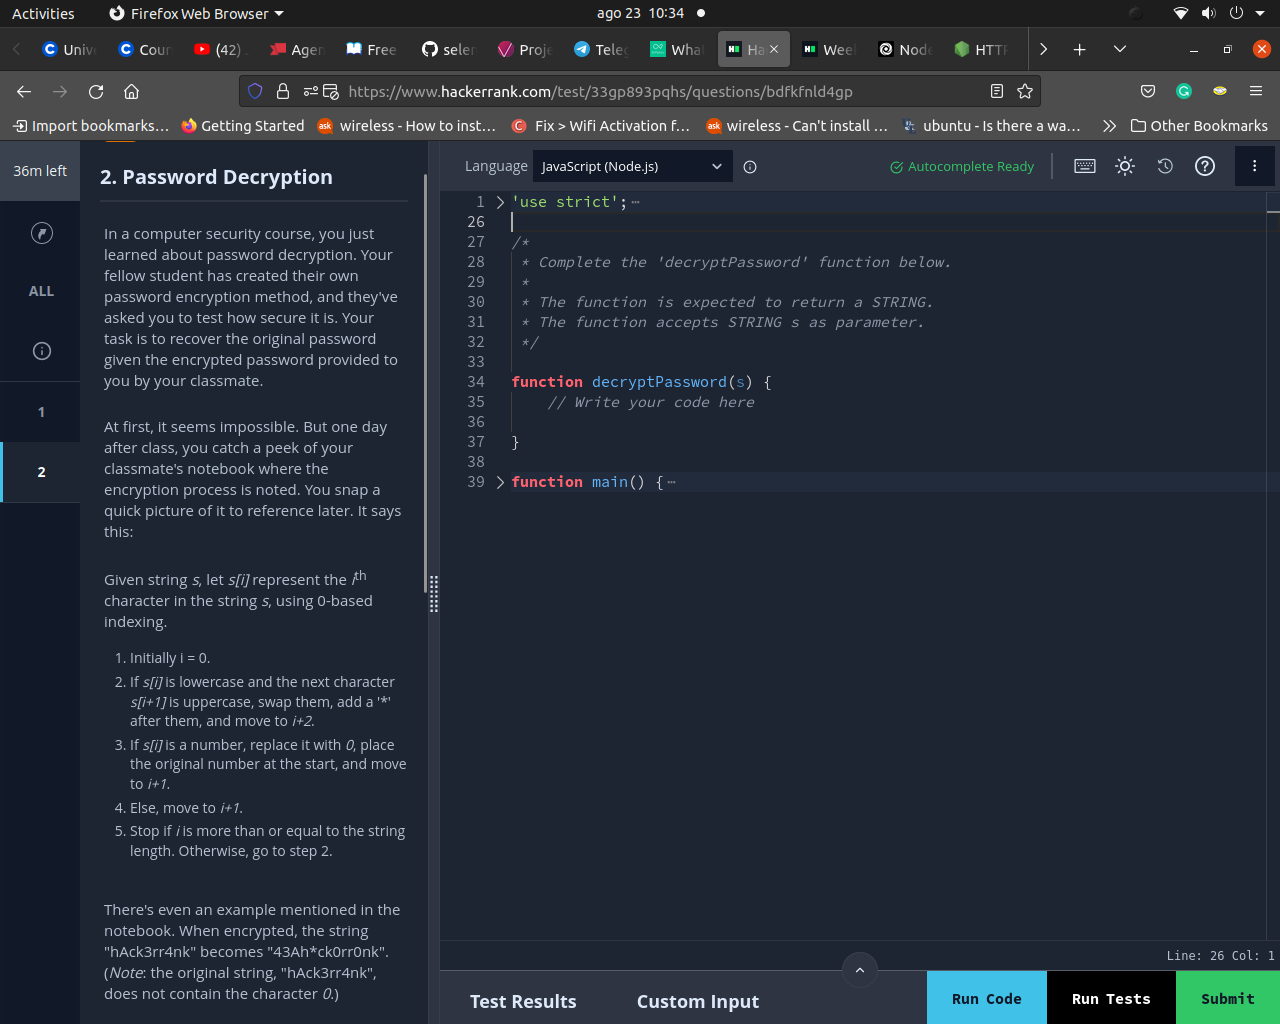 Activities
Firefox Web Browser
ago 23 10:34
Unive
Cour
(42)
Agen
Free
seler
Proje
Teleg
What
Ha
Weel
Node
HTTP
https://www.hackerrank.com/test/33gp893pqhs/questions/bdfkfnld4gp
Import bookmarks...
Getting Started
wireless - How to inst...
Fix > Wifi Activation f...
wireless - Can't install ...
ubuntu - Is there a wa...
Other Bookmarks
36m left
ALL
1
2
2. Password Decryption
In a computer security course, you just
learned about password decryption. Your
fellow student has created their own
password encryption method, and they've
asked you to test how secure it is. Your
task is to recover the original password
given the encrypted password provided to
you by your classmate.
At first, it seems impossible. But one day
after class, you catch a peek of your
classmate's notebook where the
encryption process is noted. You snap a
quick picture of it to reference later. It says
this:
Given string s, let s[i] represent the ith
character in the string s, using 0-based
indexing.
1. Initially i = 0.
2. If s[i] is lowercase and the next character
s[i+1] is uppercase, swap them, add a '*'
after them, and move to i+2.
3. If s[i] is a number, replace it with 0, place
the original number at the start, and move
to i+1.
4. Else, move to i+1.
5. Stop if i is more than or equal to the string
length. Otherwise, go to step 2.
There's even an example mentioned in the
notebook. When encrypted, the string
"hAck3rr4nk" becomes "43Ah*ck0rr0nk".
(Note: the original string, "hAck3rr4nk",
does not contain the character 0.)
Language
JavaScript (Node.js)
Autocomplete Ready
1 'use strict';
26
27 /*
28 * Complete the 'decryptPassword' function below.
29 *
30 * The function is expected to return a STRING.
31 * The function accepts STRING s as parameter.
32 */
33
34 function decryptPassword(s) {
35 // Write your code here
36
37 }
38
39 function main() {
Line: 26 Col: 1
Test Results
Custom Input
Run Code
Run Tests
Submit